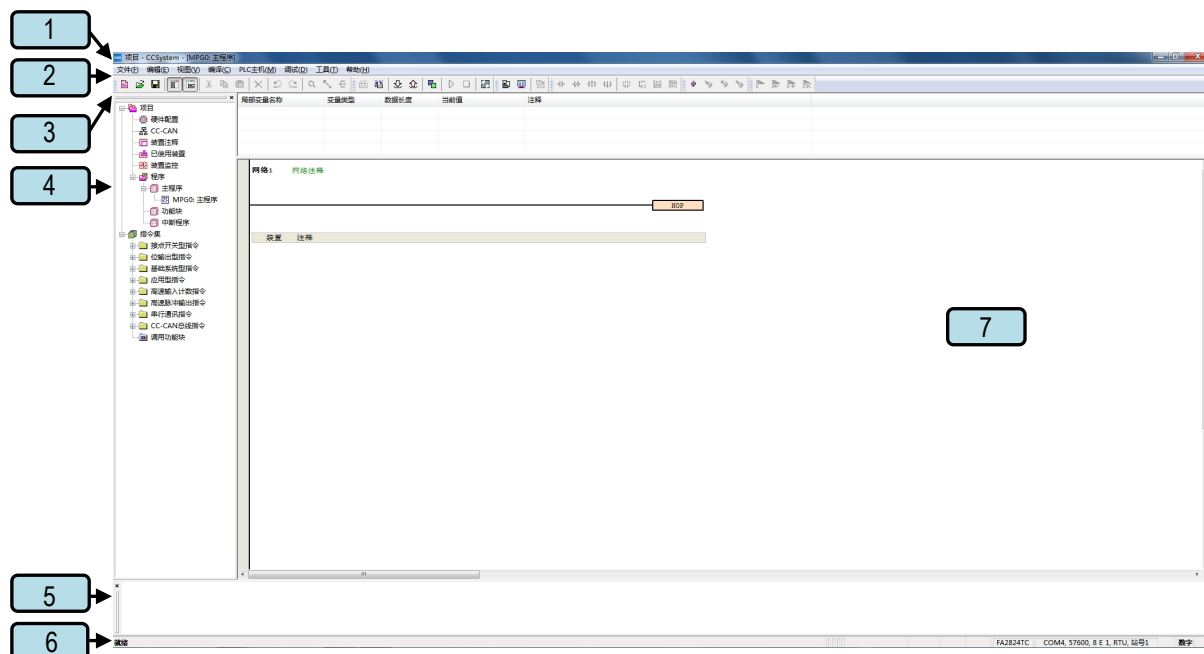 1
项目 - CCSystem - [MPG0: 主程序]
2
文件(F) 编辑(E) 视图(V) 编译(C) PLC主机(M) 调试(D) 工具(T) 帮助(H)
3
局部变量名称 变量类型 数据长度 当前值 注释
项目
硬件配置
CC-CAN
装置注释
已使用装置
装置监控
4
程序
主程序
MPG0: 主程序
功能块
中断程序
指令集
接点开关型指令
位输出型指令
基础系统型指令
应用型指令
高速输入计数指令
高速脉冲输出指令
串行通讯指令
CC-CAN总线指令
调用功能块
网络1 网络注释
NOP
装置 注释
7
5
6
就绪 FA2824TC COM4, 57600, 8 E 1, RTU, 站号1 数字